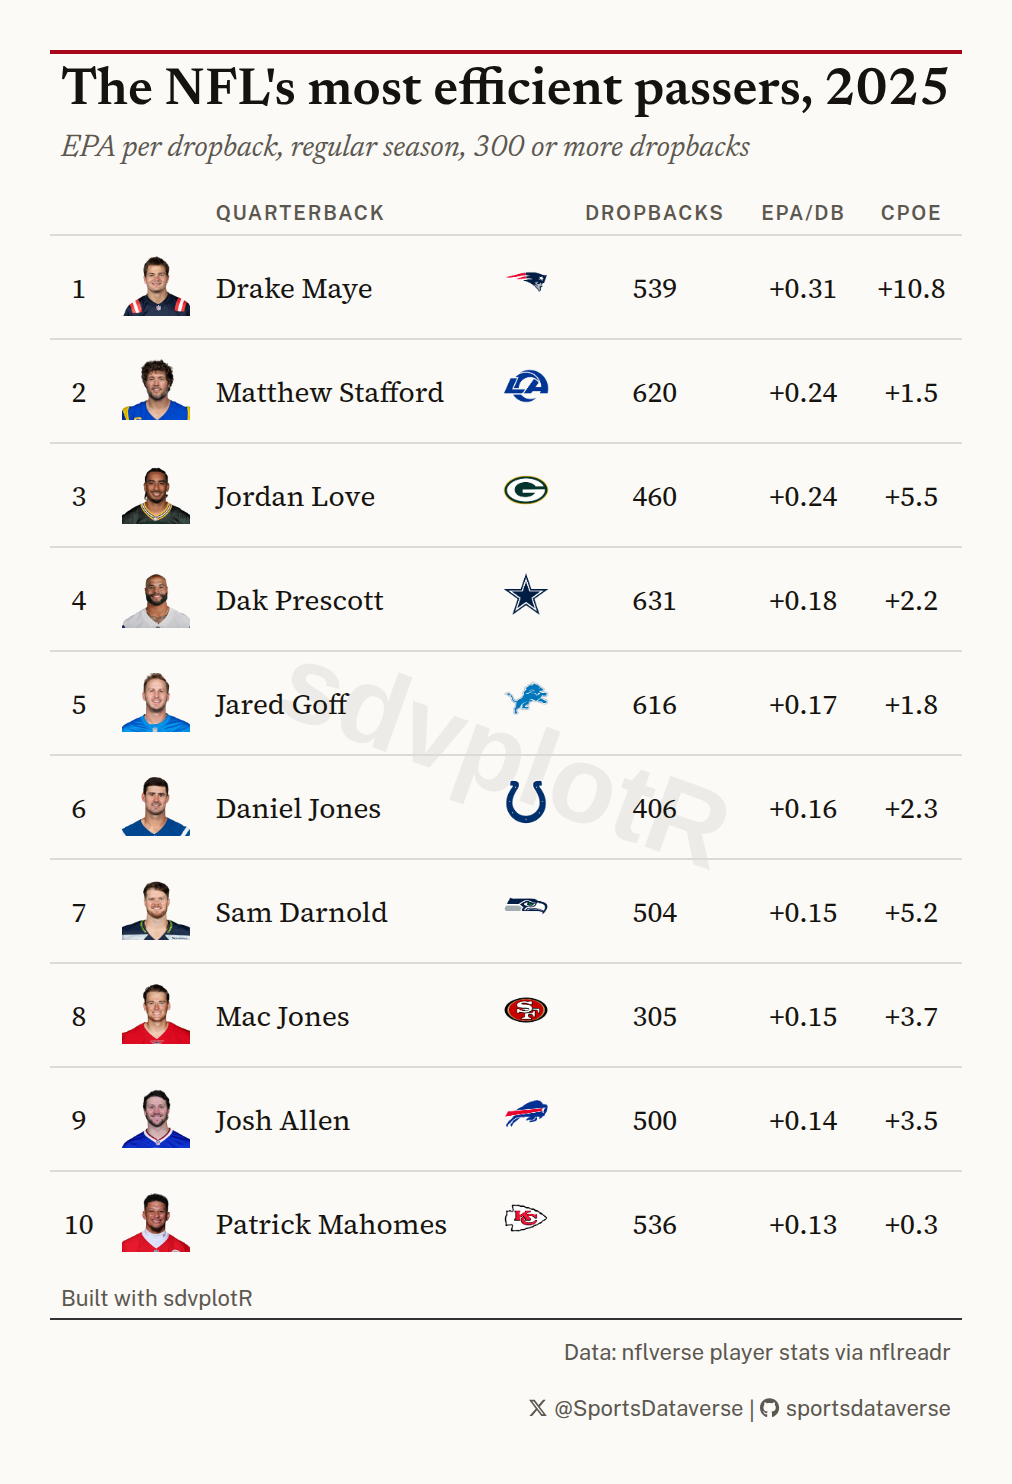 The NFL's most efficient passers, 2025
EPA per dropback, regular season, 300 or more dropbacks
QUARTERBACK DROPBACKS EPA/DB CPOE
1 Drake Maye 539 +0.31 +10.8
2 Matthew Stafford 620 +0.24 +1.5
3 Jordan Love 460 +0.24 +5.5
4 Dak Prescott 631 +0.18 +2.2
5 Jared Goff 616 +0.17 +1.8
6 Daniel Jones 406 +0.16 +2.3
7 Sam Darnold 504 +0.15 +5.2
8 Mac Jones SF 305 +0.15 +3.7
9 Josh Allen 500 +0.14 +3.5
10 Patrick Mahomes KC 536 +0.13 +0.3
sdvplotR
Built with sdvplotR
Data: nflverse player stats via nflreadr
X @SportsDataverse | sportsdataverse